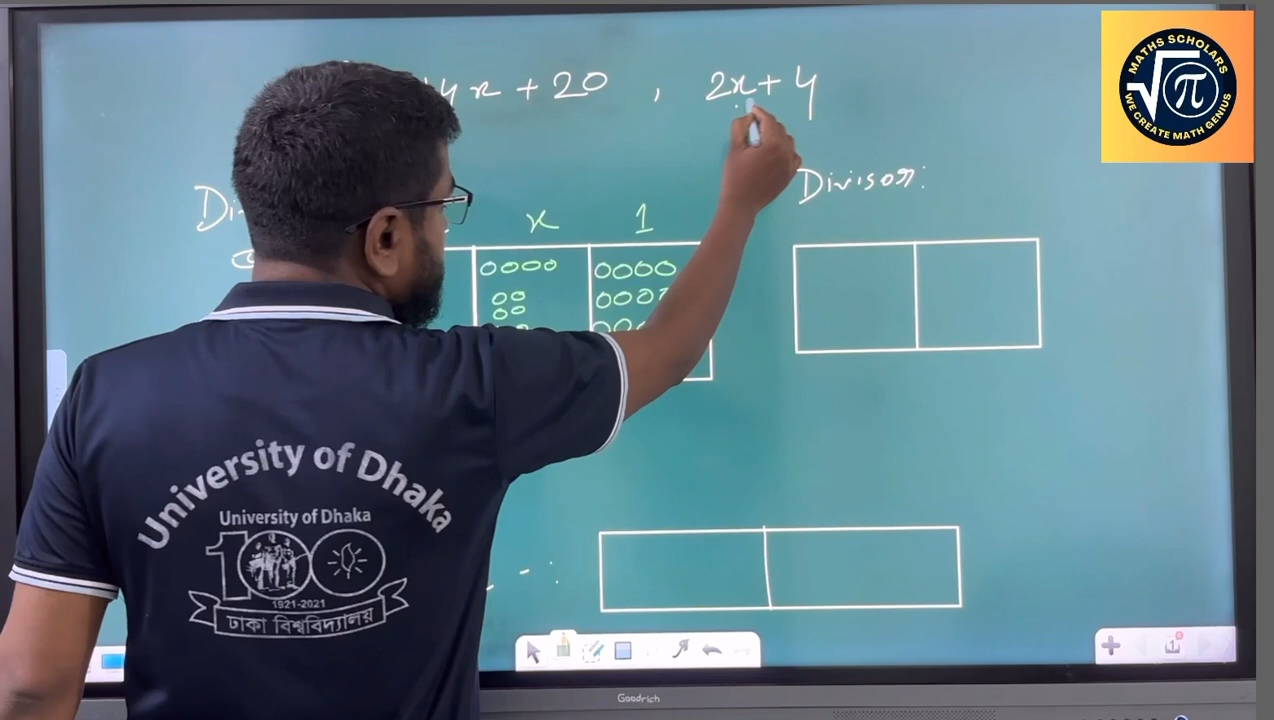 4x + 20 , 2x + 4
MATHS SCHOLARS
√π
WE CREATE MATH GENIUS
Divisor:
x 1
University of Dhaka
University of Dhaka
100
1921-2021
ঢাকা বিশ্ববিদ্যালয়
Goodrich